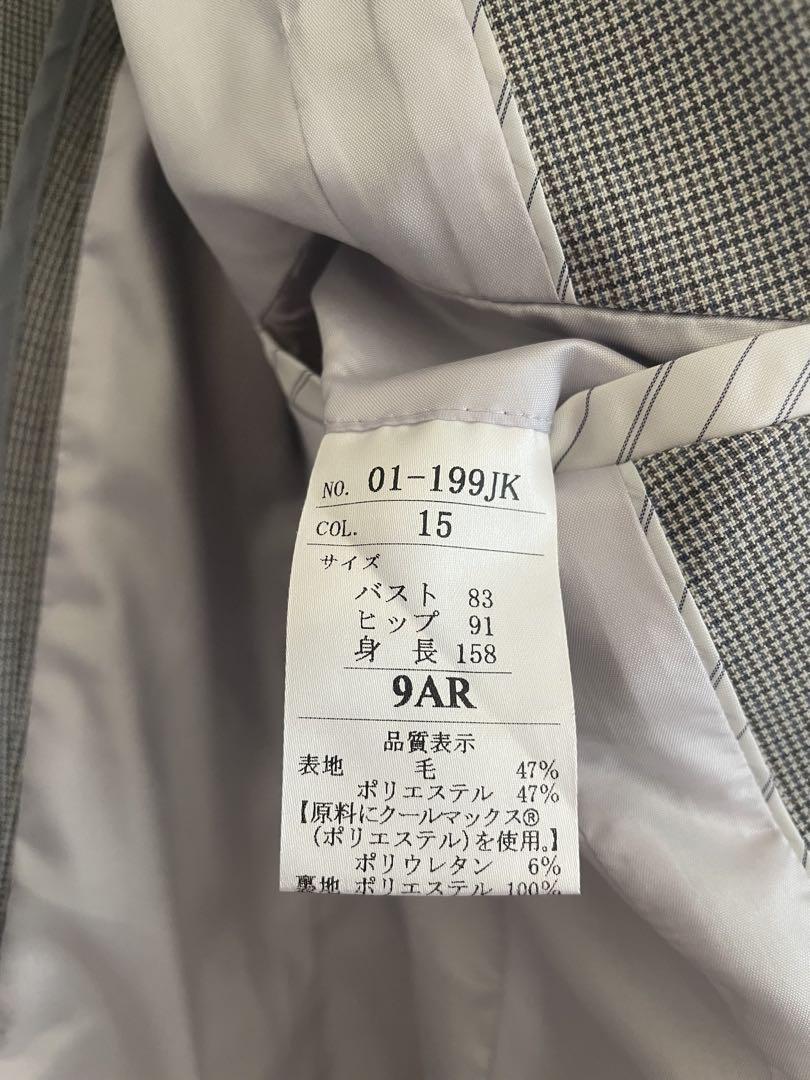 NO. 01-199JK
COL. 15
サイズ
バスト 83
ヒップ 91
身 長 158
9AR
品質表示
表地 毛 47%
ポリエステル 47%
【原料にクールマックス®
(ポリエステル)を使用。】
ポリウレタン 6%
裏地 ポリエステル 100%